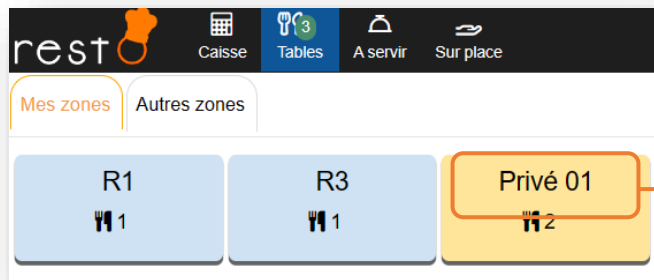 resto
Caisse
Tables 3
A servir
Sur place
Mes zones
Autres zones
R1
1
R3
1
Privé 01
2